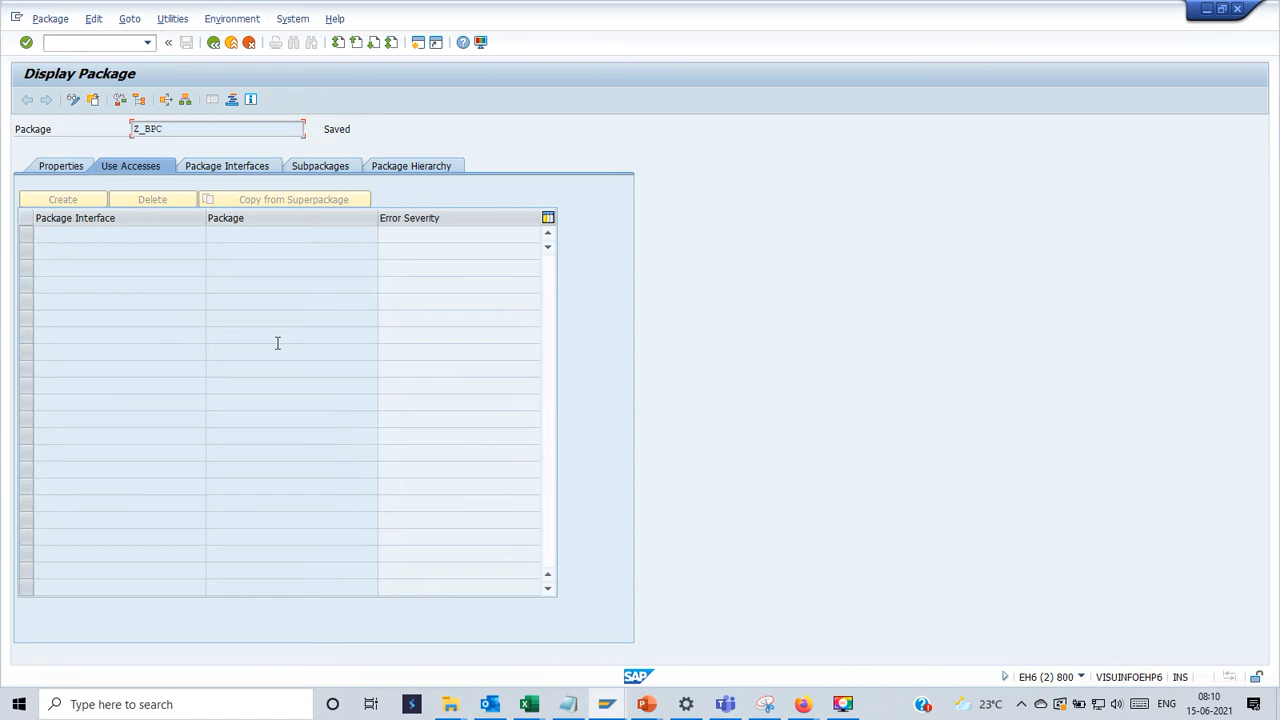 Package Edit Goto Utilities Environment System Help
Display Package
Package Z_BPC Saved
Properties Use Accesses Package Interfaces Subpackages Package Hierarchy
Create Delete Copy from Superpackage
Package Interface Package Error Severity
SAP EH6 (2) 800 VISUINFOEHP6 INS
Type here to search 23°C 08:10
15-06-2021